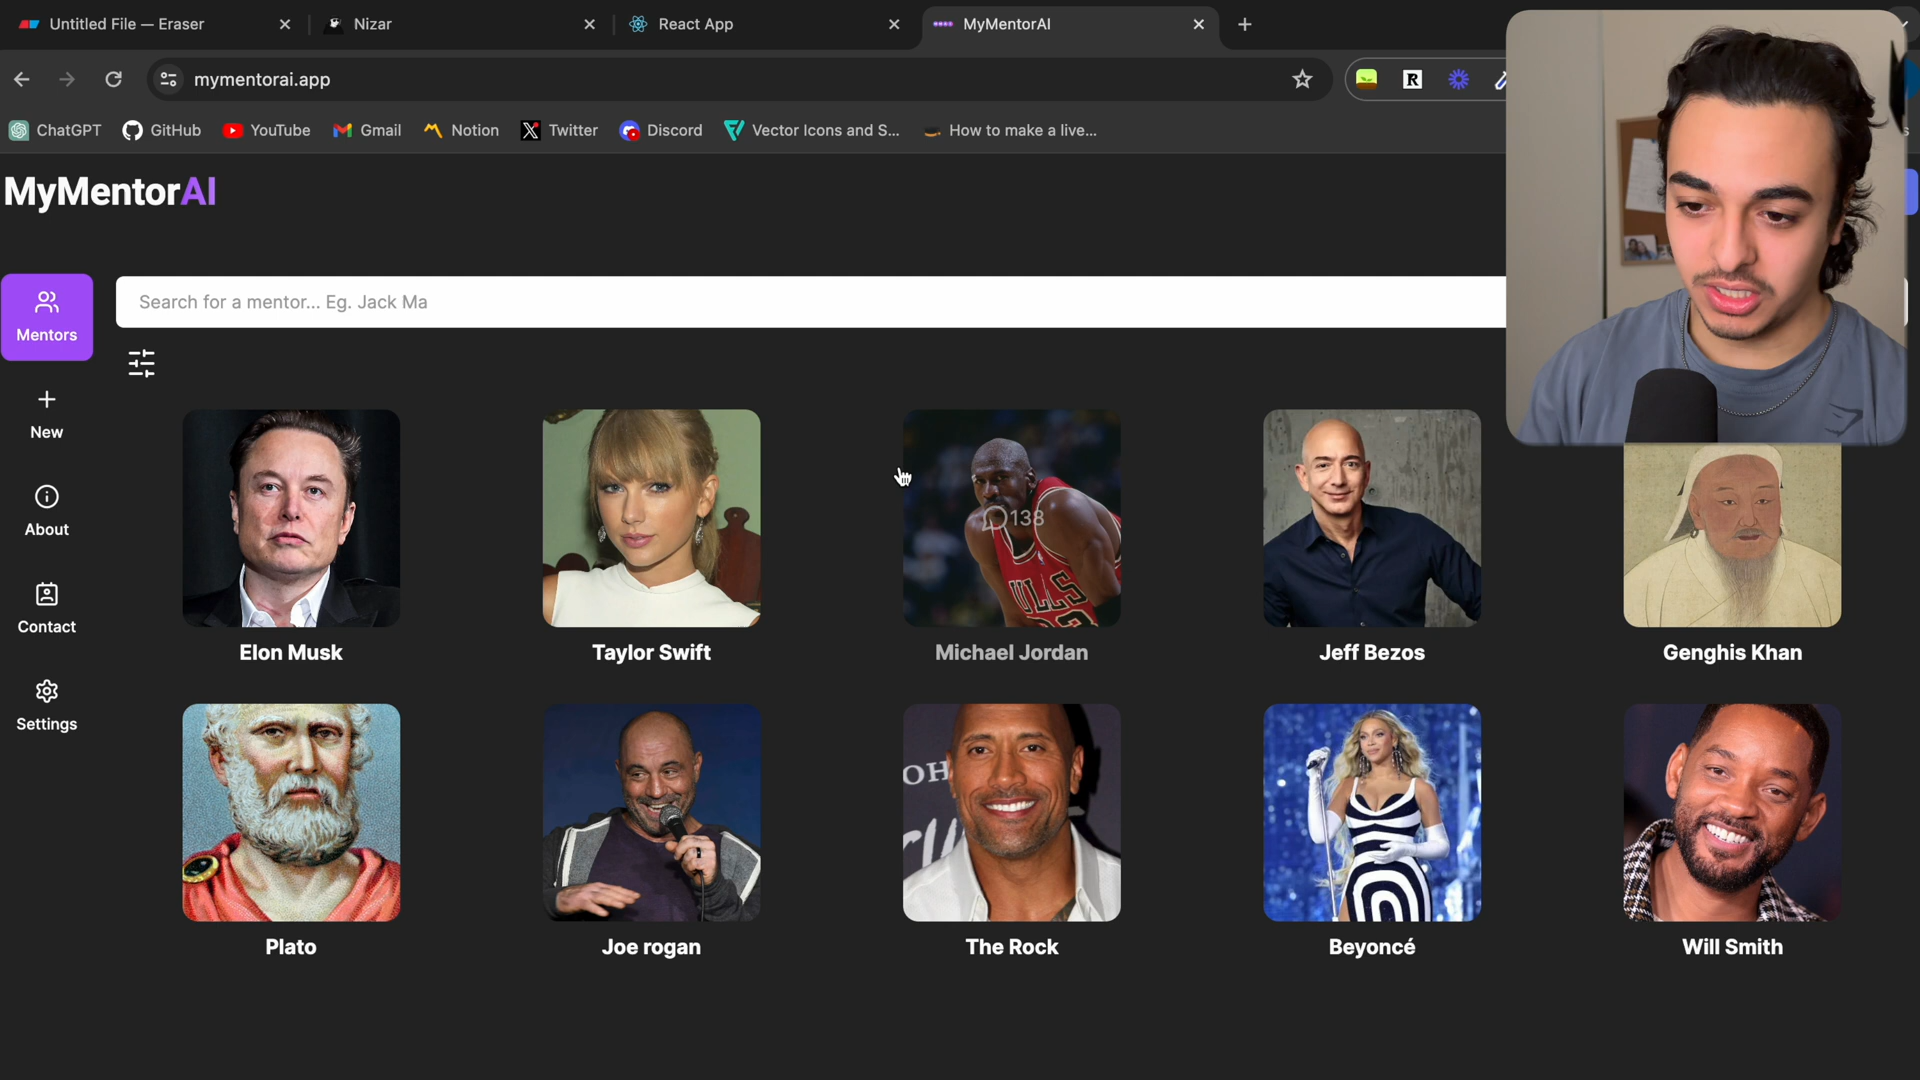 Untitled File — Eraser
Nizar
React App
MyMentorAI
mymentorai.app
ChatGPT
GitHub
YouTube
Gmail
Notion
Twitter
Discord
Vector Icons and S...
How to make a live...
MyMentorAI
Search for a mentor... Eg. Jack Ma
Mentors
New
About
Contact
Settings
138
ULLS
Elon Musk
Taylor Swift
Michael Jordan
Jeff Bezos
Genghis Khan
OH
Plato
Joe rogan
The Rock
Beyoncé
Will Smith